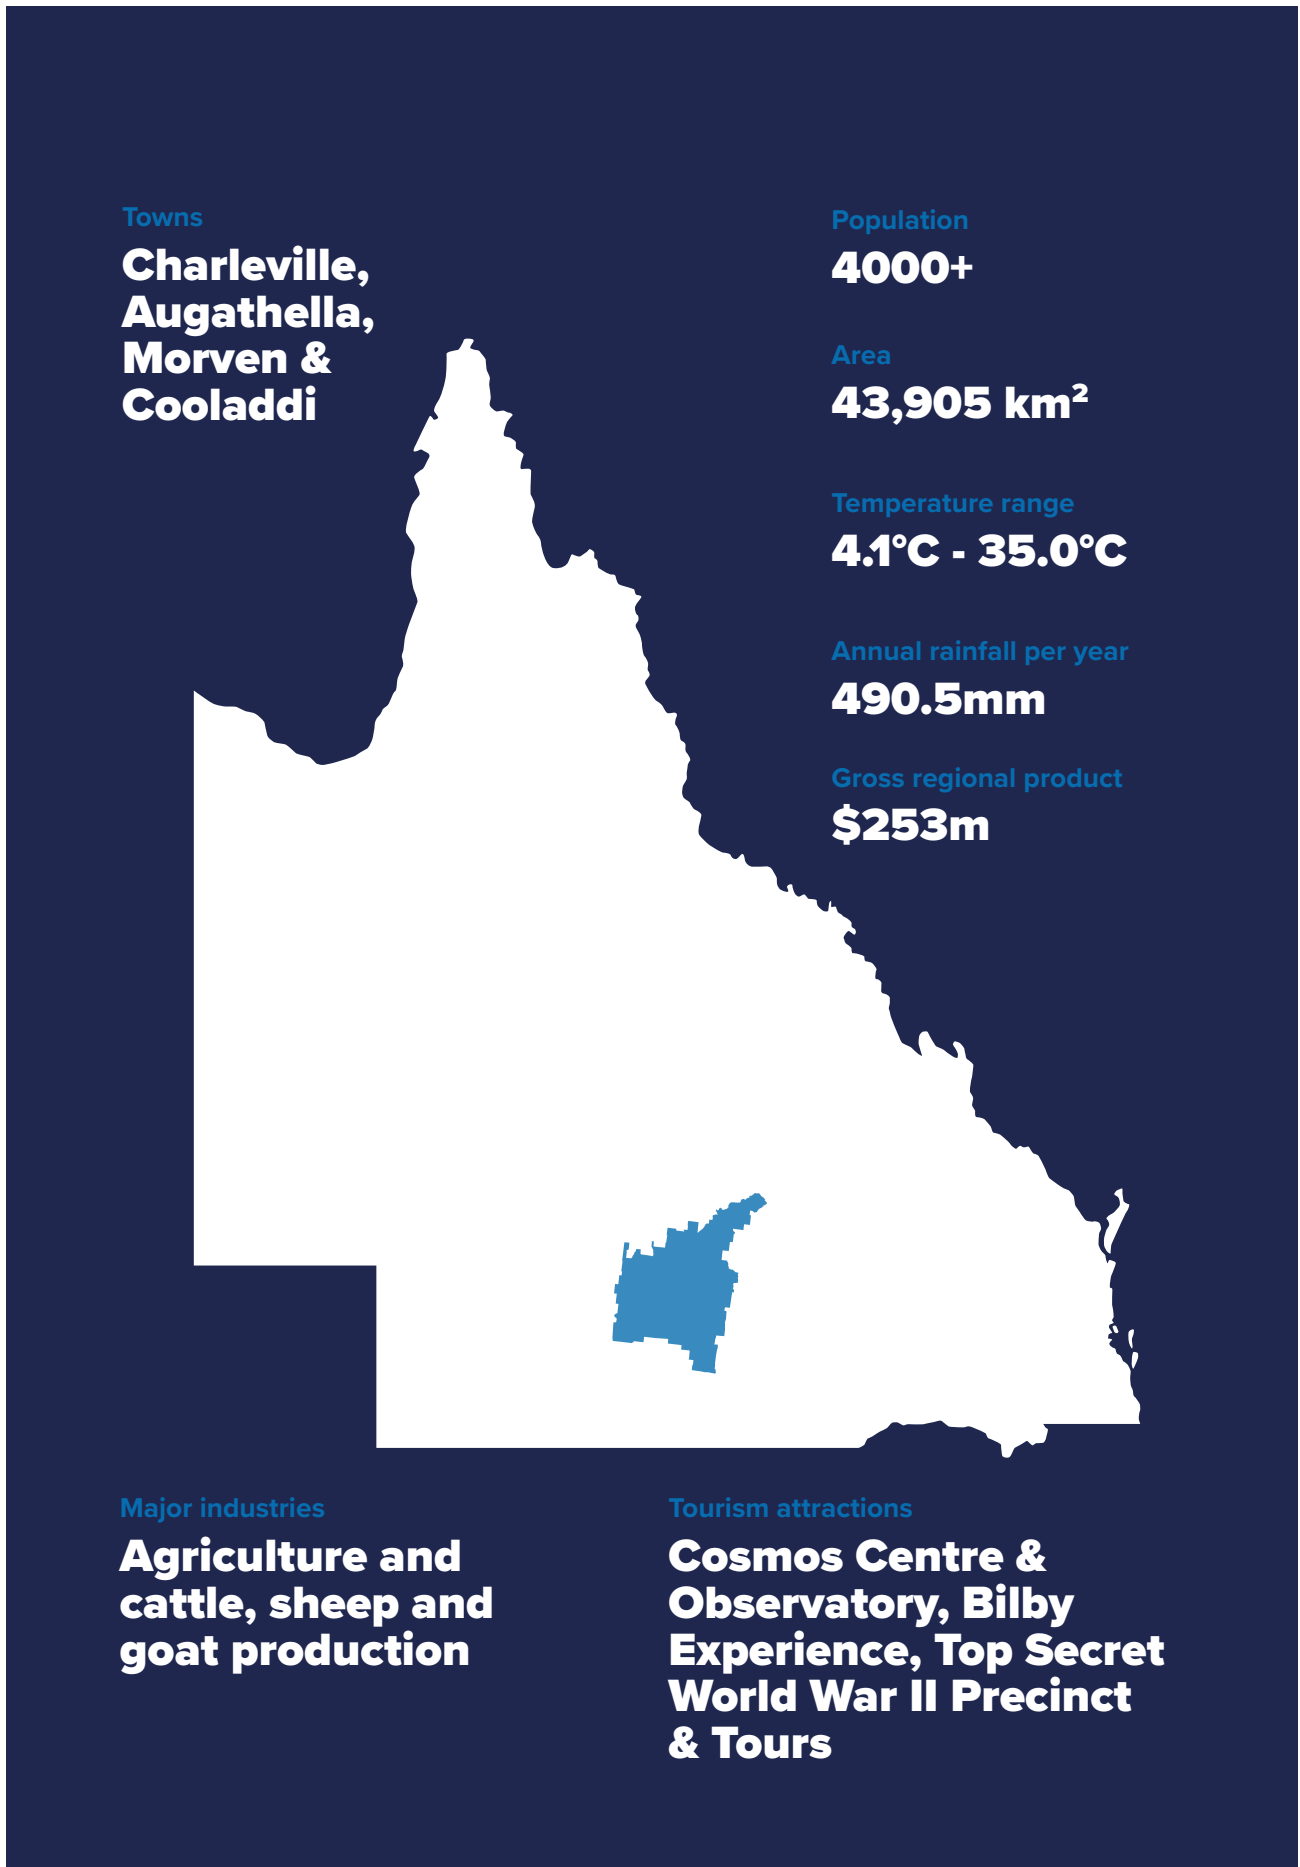 Towns
Charleville,
Augathella,
Morven &
Cooladdi
Population
4000+
Area
43,905 km²
Temperature range
4.1°C - 35.0°C
Annual rainfall per year
490.5mm
Gross regional product
$253m
Major industries
Agriculture and
cattle, sheep and
goat production
Tourism attractions
Cosmos Centre &
Observatory, Bilby
Experience, Top Secret
World War II Precinct
& Tours